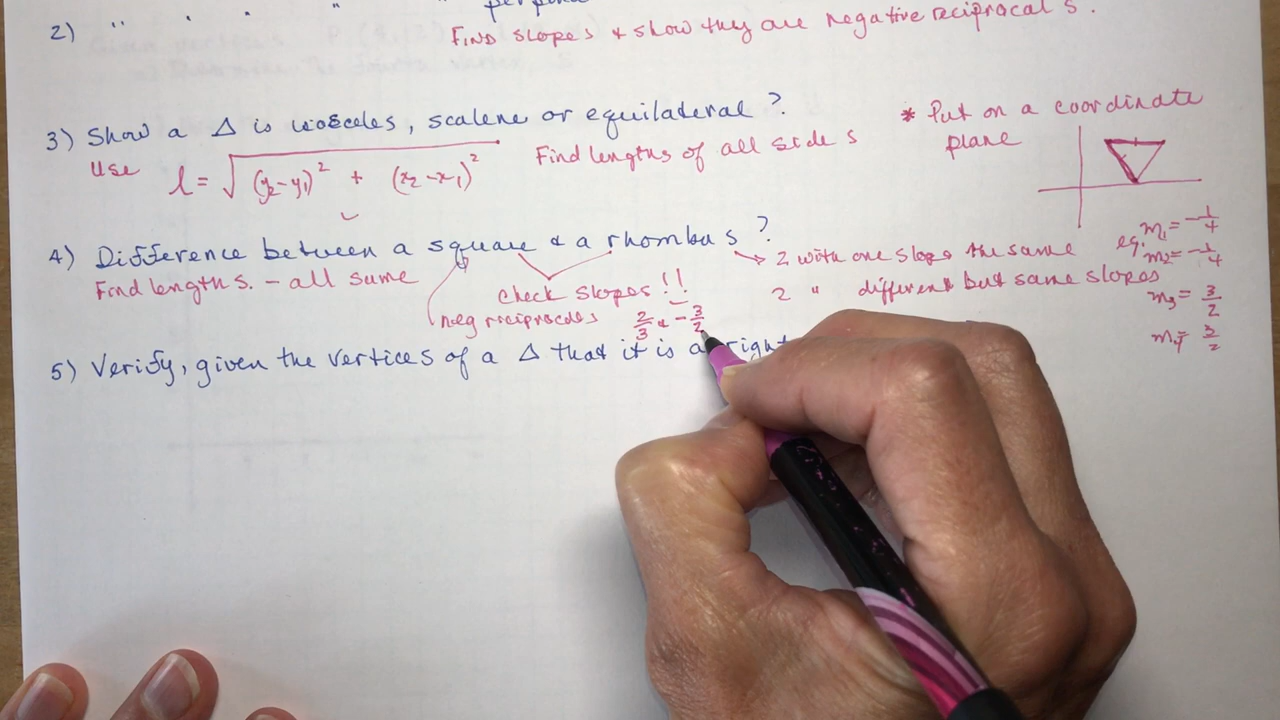 2) " " " " "
Find slopes & show they are negative reciprocals.
3) Show a Δ is isosceles, scalene or equilateral?
Use l = √(y₂-y₁)² + (x₂-x₁)²
Find lengths of all sides
* Put on a coordinate
plane
4) Difference between a square & a rhombus?
Find lengths. - all same
check slopes!!
neg reciprocals 2/3 & -3/2
→ 2 with one slope the same
2 " different but same slopes
eg. m₁ = -1/4
m₂ = -1/4
m₃ = 3/2
m₄ = 3/2
5) Verify, given the vertices of a Δ that it is a right